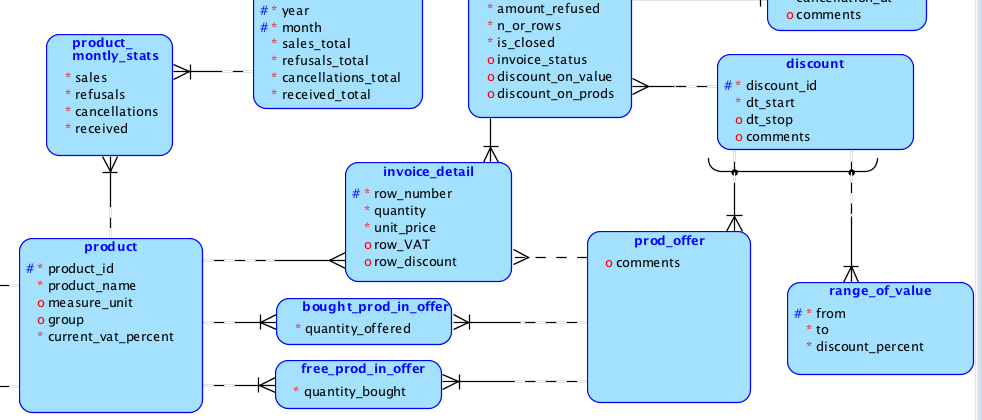 # * year
# * month
* sales_total
* refusals_total
* cancellations_total
* received_total
* amount_refused
* n_or_rows
* is_closed
o invoice_status
o discount_on_value
o discount_on_prods
o comments
product_
montly_stats
* sales
* refusals
* cancellations
* received
discount
# * discount_id
* dt_start
o dt_stop
o comments
invoice_detail
# * row_number
* quantity
* unit_price
o row_VAT
o row_discount
product
# * product_id
* product_name
o measure_unit
o group
* current_vat_percent
prod_offer
o comments
bought_prod_in_offer
* quantity_offered
free_prod_in_offer
* quantity_bought
range_of_value
# * from
* to
* discount_percent